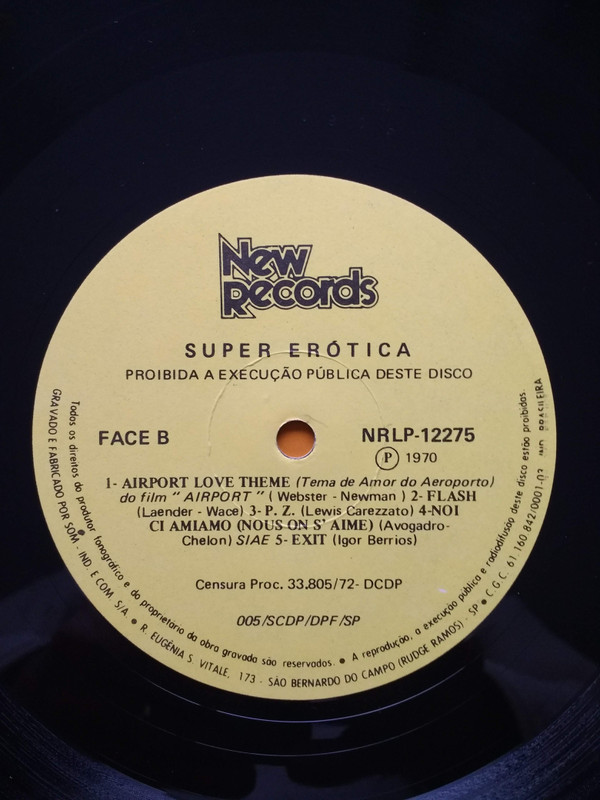 New
Records
SUPER ERÓTICA
PROIBIDA A EXECUÇÃO PÚBLICA DESTE DISCO
FACE B
NRLP-12275
Ⓟ 1970
1- AIRPORT LOVE THEME (Tema de Amor do Aeroporto)
do film "AIRPORT" ( Webster - Newman ) 2- FLASH
(Laender - Wace) 3- P. Z. (Lewis Carezzato) 4-NOI
CI AMIAMO (NOUS ON S' AIME) (Avogadro-
Chelon) SIAE 5- EXIT (Igor Berrios)
Censura Proc. 33.805/72- DCDP
005/SCDP/DPF/SP
Todos os direitos do produtor fonográfico e do proprietário da obra gravada são reservados. ● A reprodução, a execução pública e radiodifusão deste disco estão proibidas.
GRAVADO E FABRICADO POR SOM - IND. E COM. S/A ● R. EUGÊNIA S. VITALE, 173 - SÃO BERNARDO DO CAMPO (RUDGE RAMOS) - SP ● C.G.C. 61 160 842/0001-03 IND. BRASILEIRA